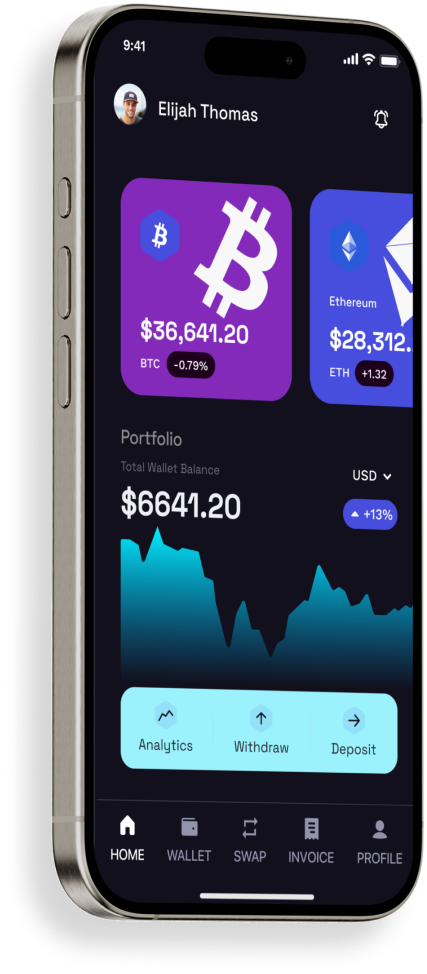 9:41
Elijah Thomas
$36,641.20
BTC -0.79%
Ethereum
$28,312.
ETH +1.32
Portfolio
Total Wallet Balance
USD
$6641.20
+13%
Analytics Withdraw Deposit
HOME WALLET SWAP INVOICE PROFILE